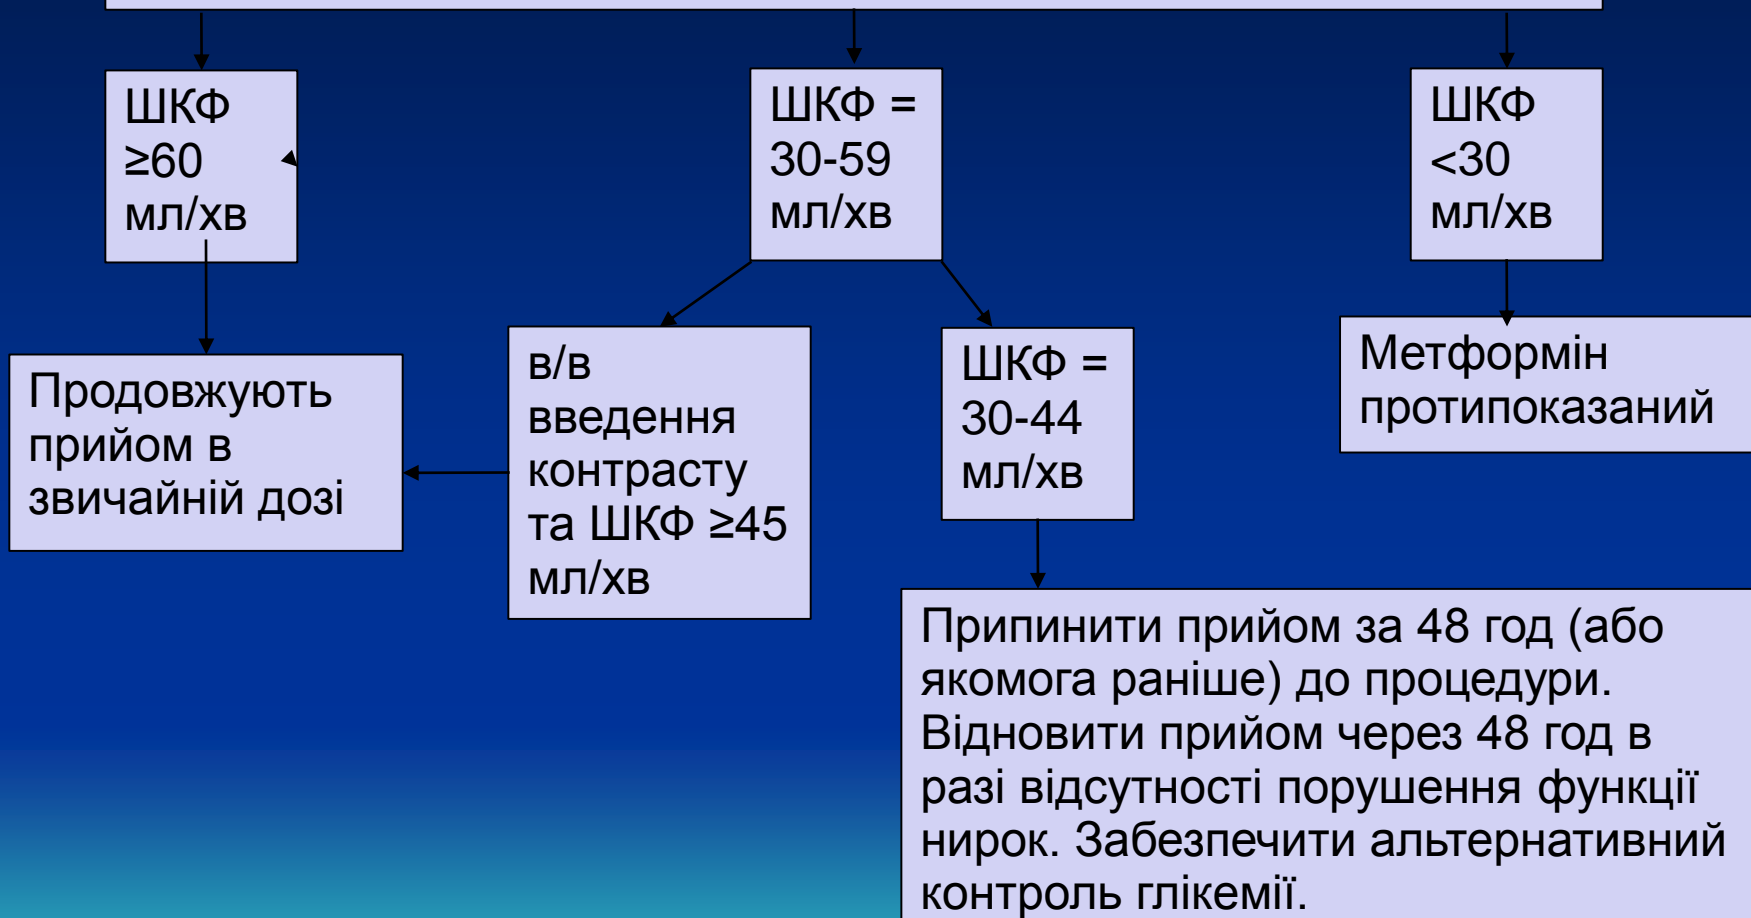 ШКФ
≥60
мл/хв
ШКФ =
30-59
мл/хв
ШКФ
<30
мл/хв
Продовжують
прийом в
звичайній дозі
в/в
введення
контрасту
та ШКФ ≥45
мл/хв
ШКФ =
30-44
мл/хв
Метформін
протипоказаний
Припинити прийом за 48 год (або
якомога раніше) до процедури.
Відновити прийом через 48 год в
разі відсутності порушення функції
нирок. Забезпечити альтернативний
контроль глікемії.